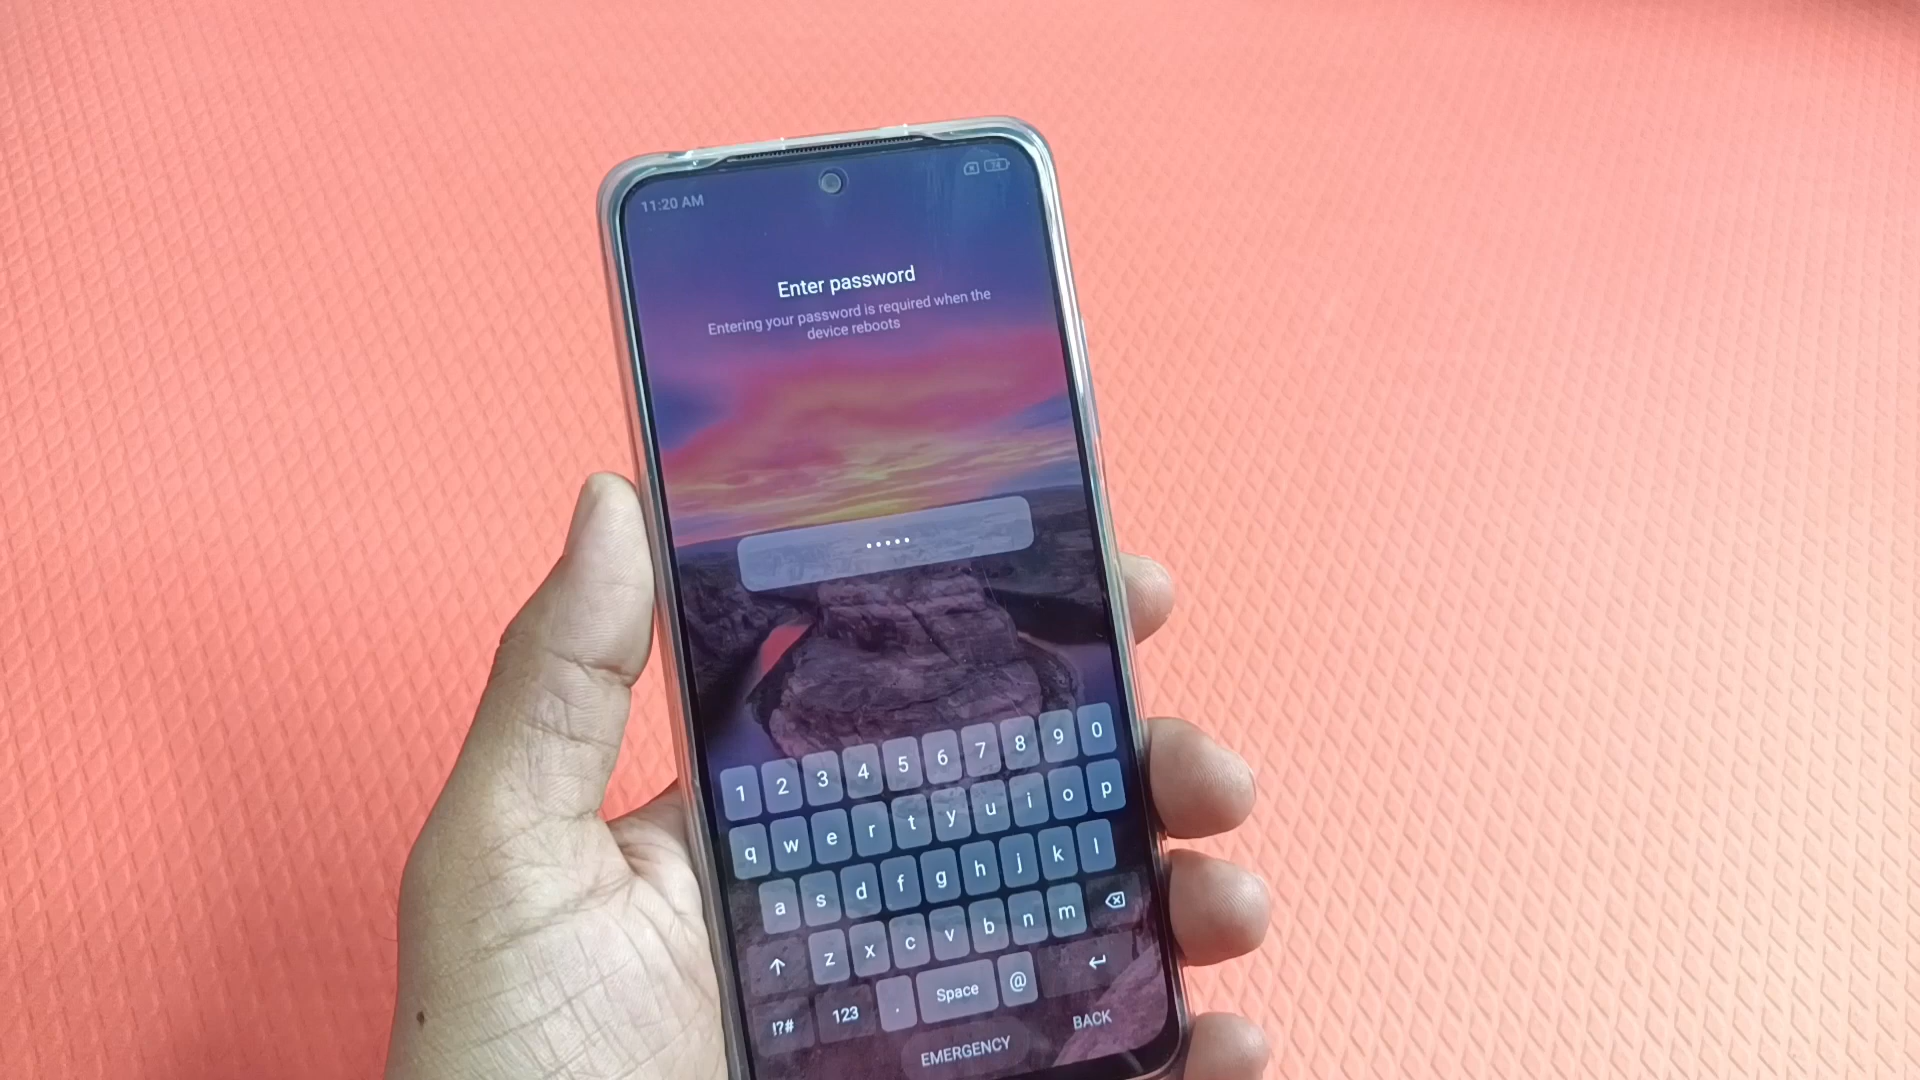 11:20 AM
74
Enter password
Entering your password is required when the
device reboots
•••••
1 2 3 4 5 6 7 8 9 0
q w e r t y u i o p
a s d f g h j k l
z x c v b n m
!?# 123 . Space @
BACK
EMERGENCY